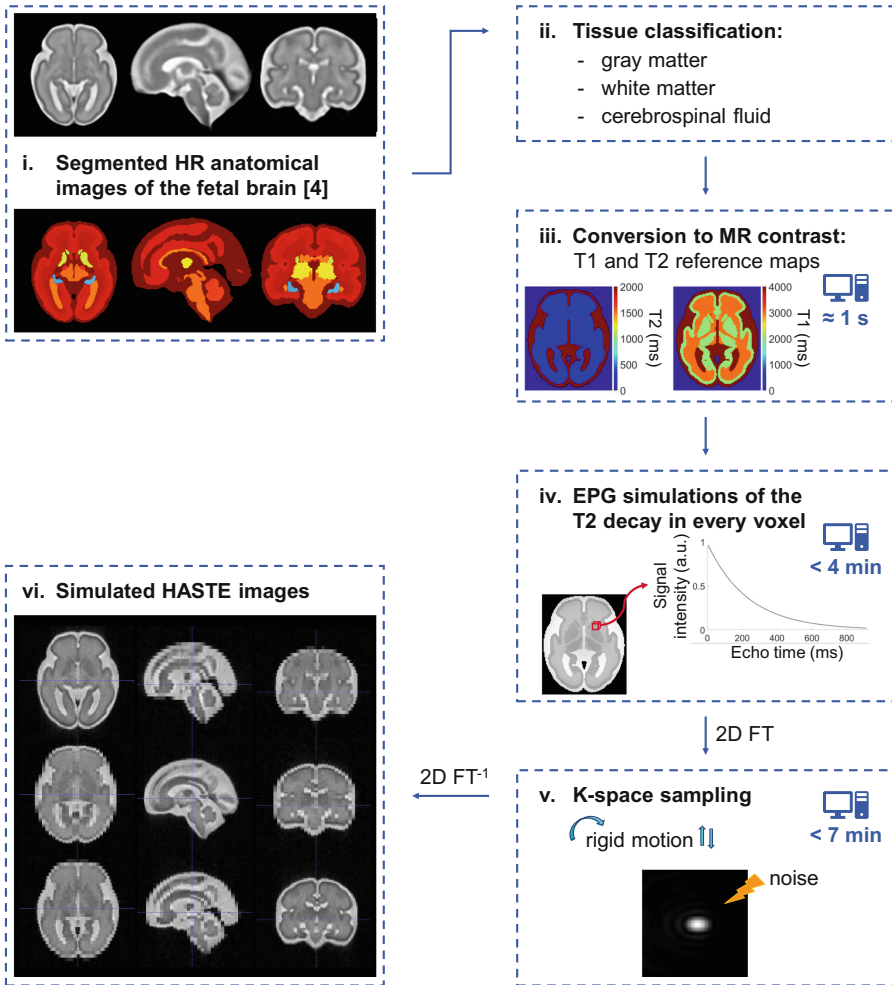 i. Segmented HR anatomical
images of the fetal brain [4]
ii. Tissue classification:
- gray matter
- white matter
- cerebrospinal fluid
iii. Conversion to MR contrast:
T1 and T2 reference maps
2000
1500
1000
500
0
T2 (ms)
4000
3000
2000
1000
0
T1 (ms)
≈ 1 s
iv. EPG simulations of the
T2 decay in every voxel
< 4 min
Signal
intensity (a.u.)
1
0.5
0
0 200 400 600 800
Echo time (ms)
2D FT
v. K-space sampling
< 7 min
rigid motion
noise
2D FT-1
vi. Simulated HASTE images